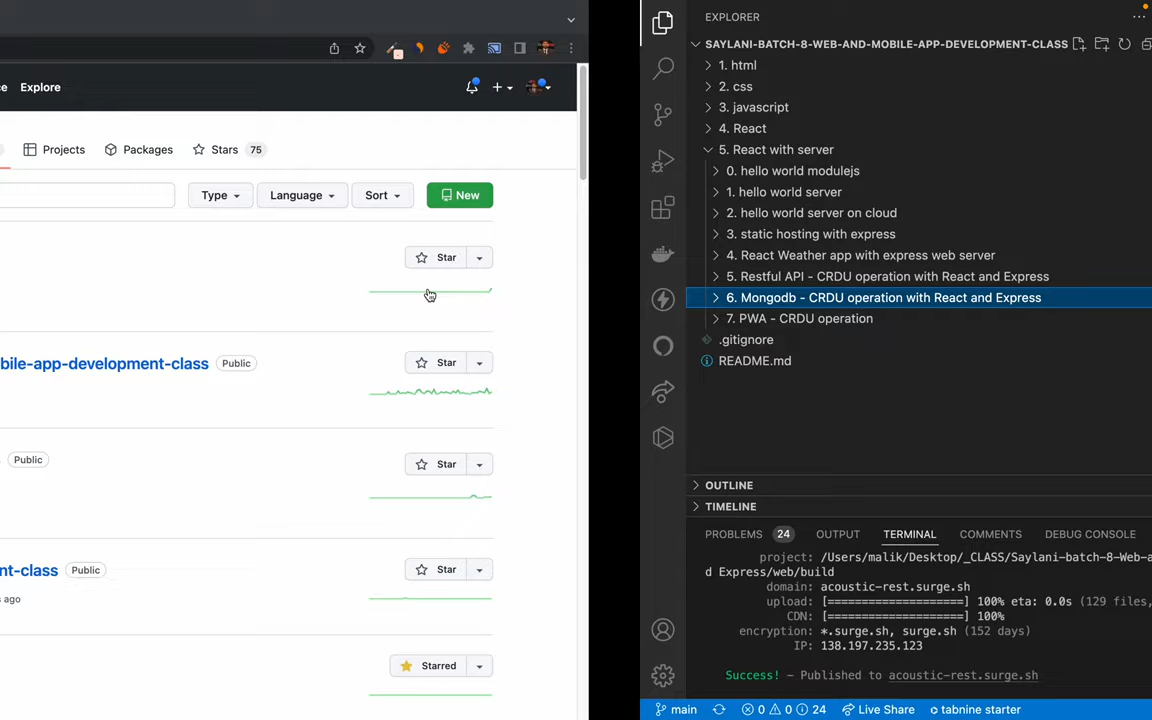 ce Explore
Projects
Packages
Stars 75
Type
Language
Sort
New
Star
bile-app-development-class Public
Star
Public
Star
nt-class Public
Star
s ago
Starred
EXPLORER
SAYLANI-BATCH-8-WEB-AND-MOBILE-APP-DEVELOPMENT-CLASS
1. html
2. css
3. javascript
4. React
5. React with server
0. hello world modulejs
1. hello world server
2. hello world server on cloud
3. static hosting with express
4. React Weather app with express web server
5. Restful API - CRDU operation with React and Express
6. Mongodb - CRDU operation with React and Express
7. PWA - CRDU operation
.gitignore
README.md
OUTLINE
TIMELINE
PROBLEMS 24 OUTPUT TERMINAL COMMENTS DEBUG CONSOLE
project: /Users/malik/Desktop/_CLASS/Saylani-batch-8-Web-a
d Express/web/build
domain: acoustic-rest.surge.sh
upload: [====================] 100% eta: 0.0s (129 files,
CDN: [====================] 100%
encryption: *.surge.sh, surge.sh (152 days)
IP: 138.197.235.123
Success! - Published to acoustic-rest.surge.sh
main 0 0 24 Live Share tabnine starter